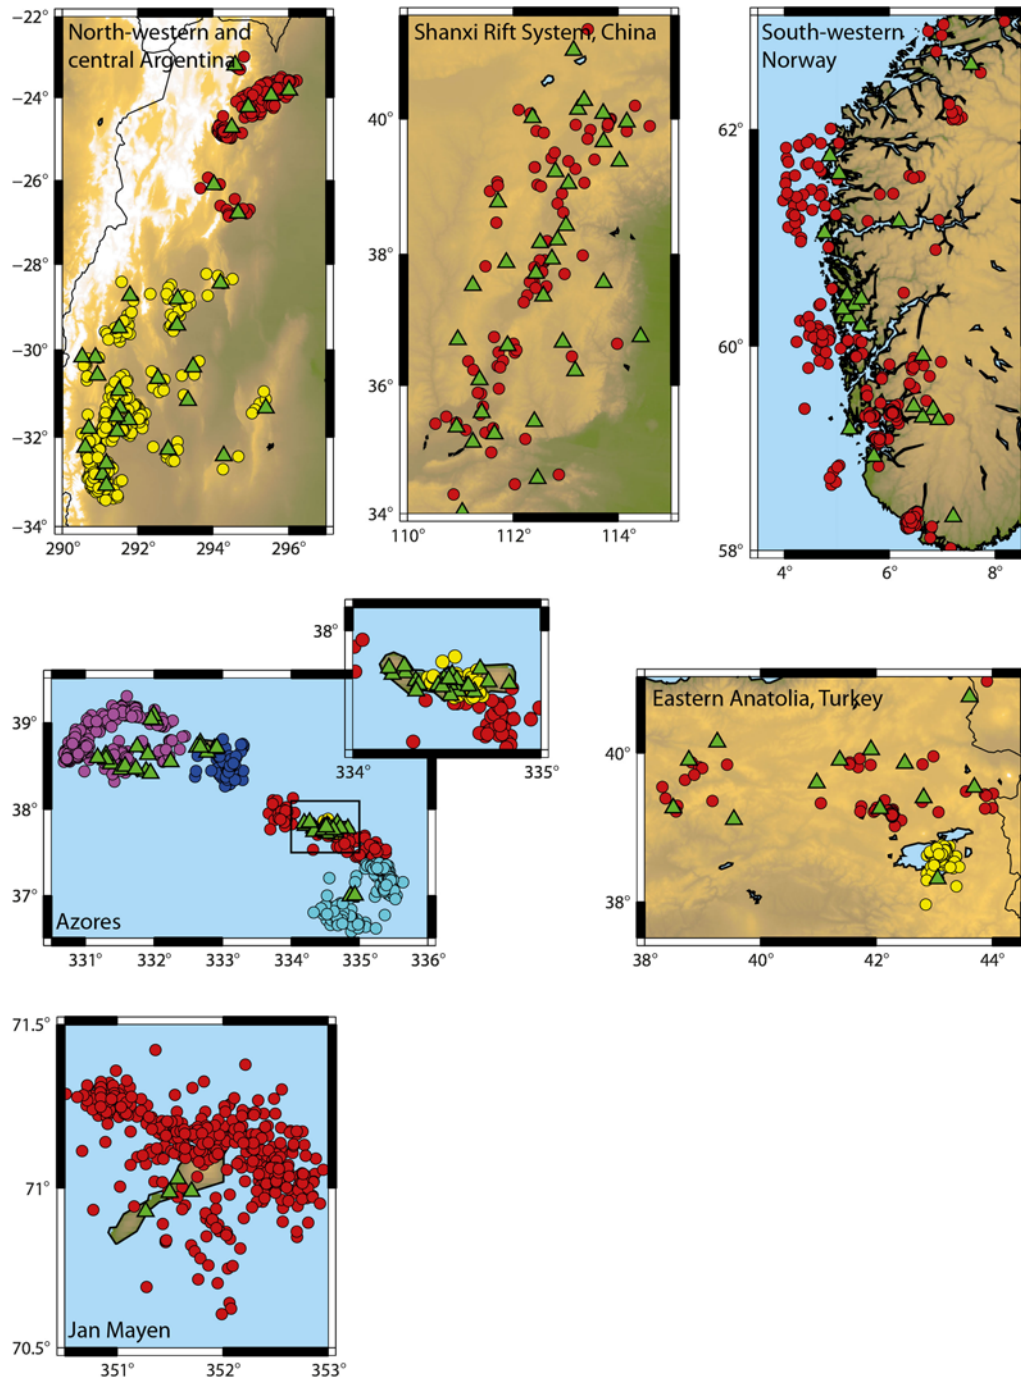 North-western and
central Argentina
−22°
−24°
−26°
−28°
−30°
−32°
−34°
290° 292° 294° 296°
Shanxi Rift System, China
40°
38°
36°
34°
110° 112° 114°
South-western
Norway
62°
60°
58°
4° 6° 8°
38°
334° 335°
39°
38°
37°
Azores
331° 332° 333° 334° 335° 336°
Eastern Anatolia, Turkey
40°
38°
38° 40° 42° 44°
71.5°
71°
70.5°
Jan Mayen
351° 352° 353°